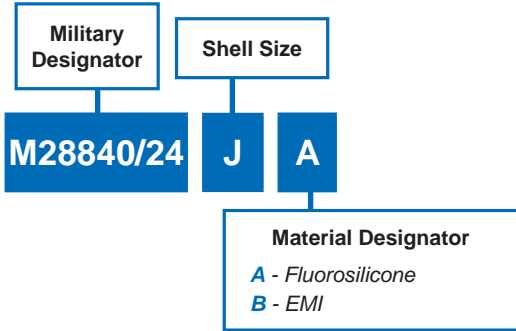 Military
Designator
Shell Size
M28840/24 J A
Material Designator
A - Fluorosilicone
B - EMI